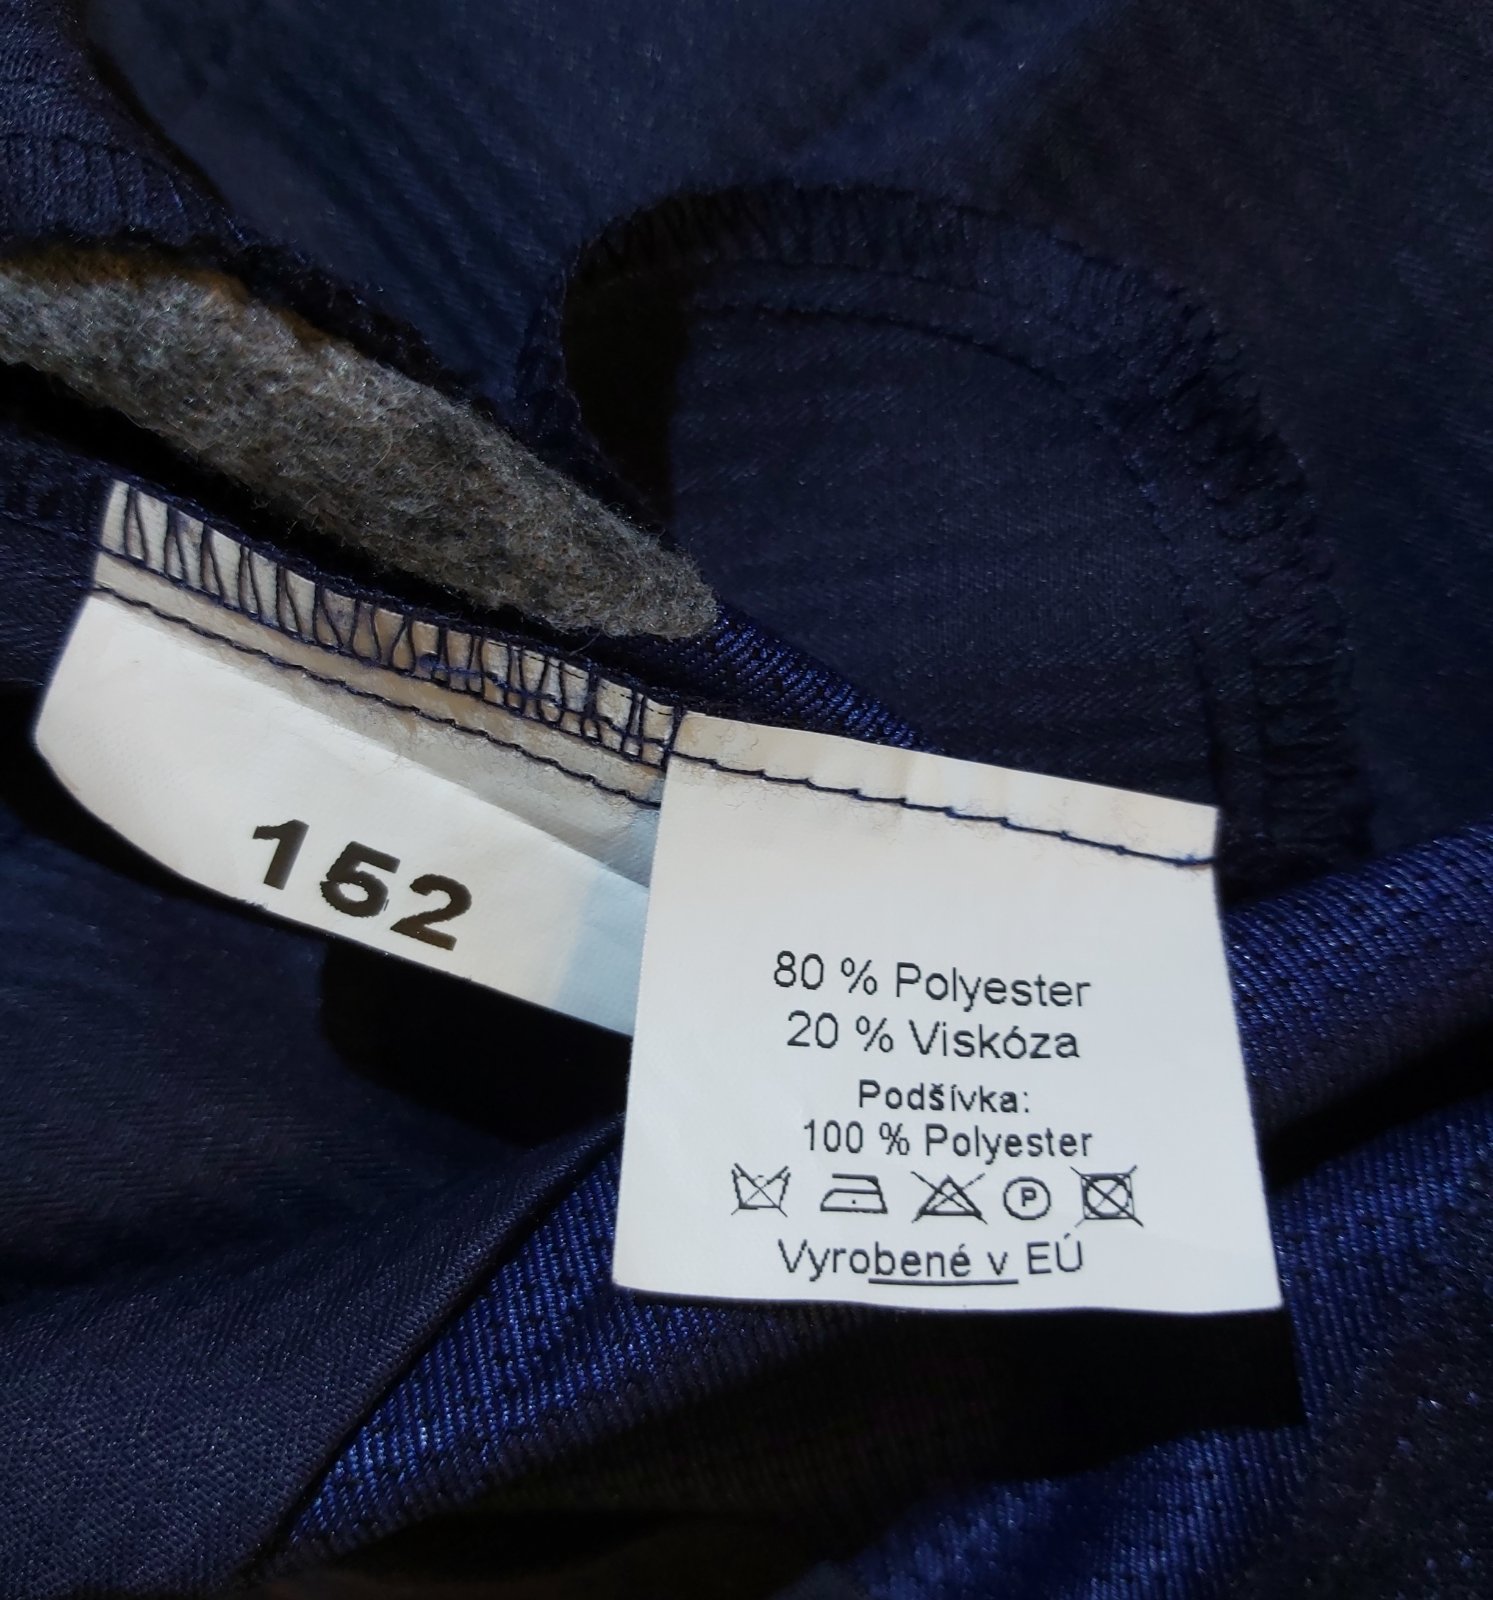 152
80 % Polyester
20 % Viskóza
Podšívka:
100 % Polyester
P
Vyrobené v EÚ